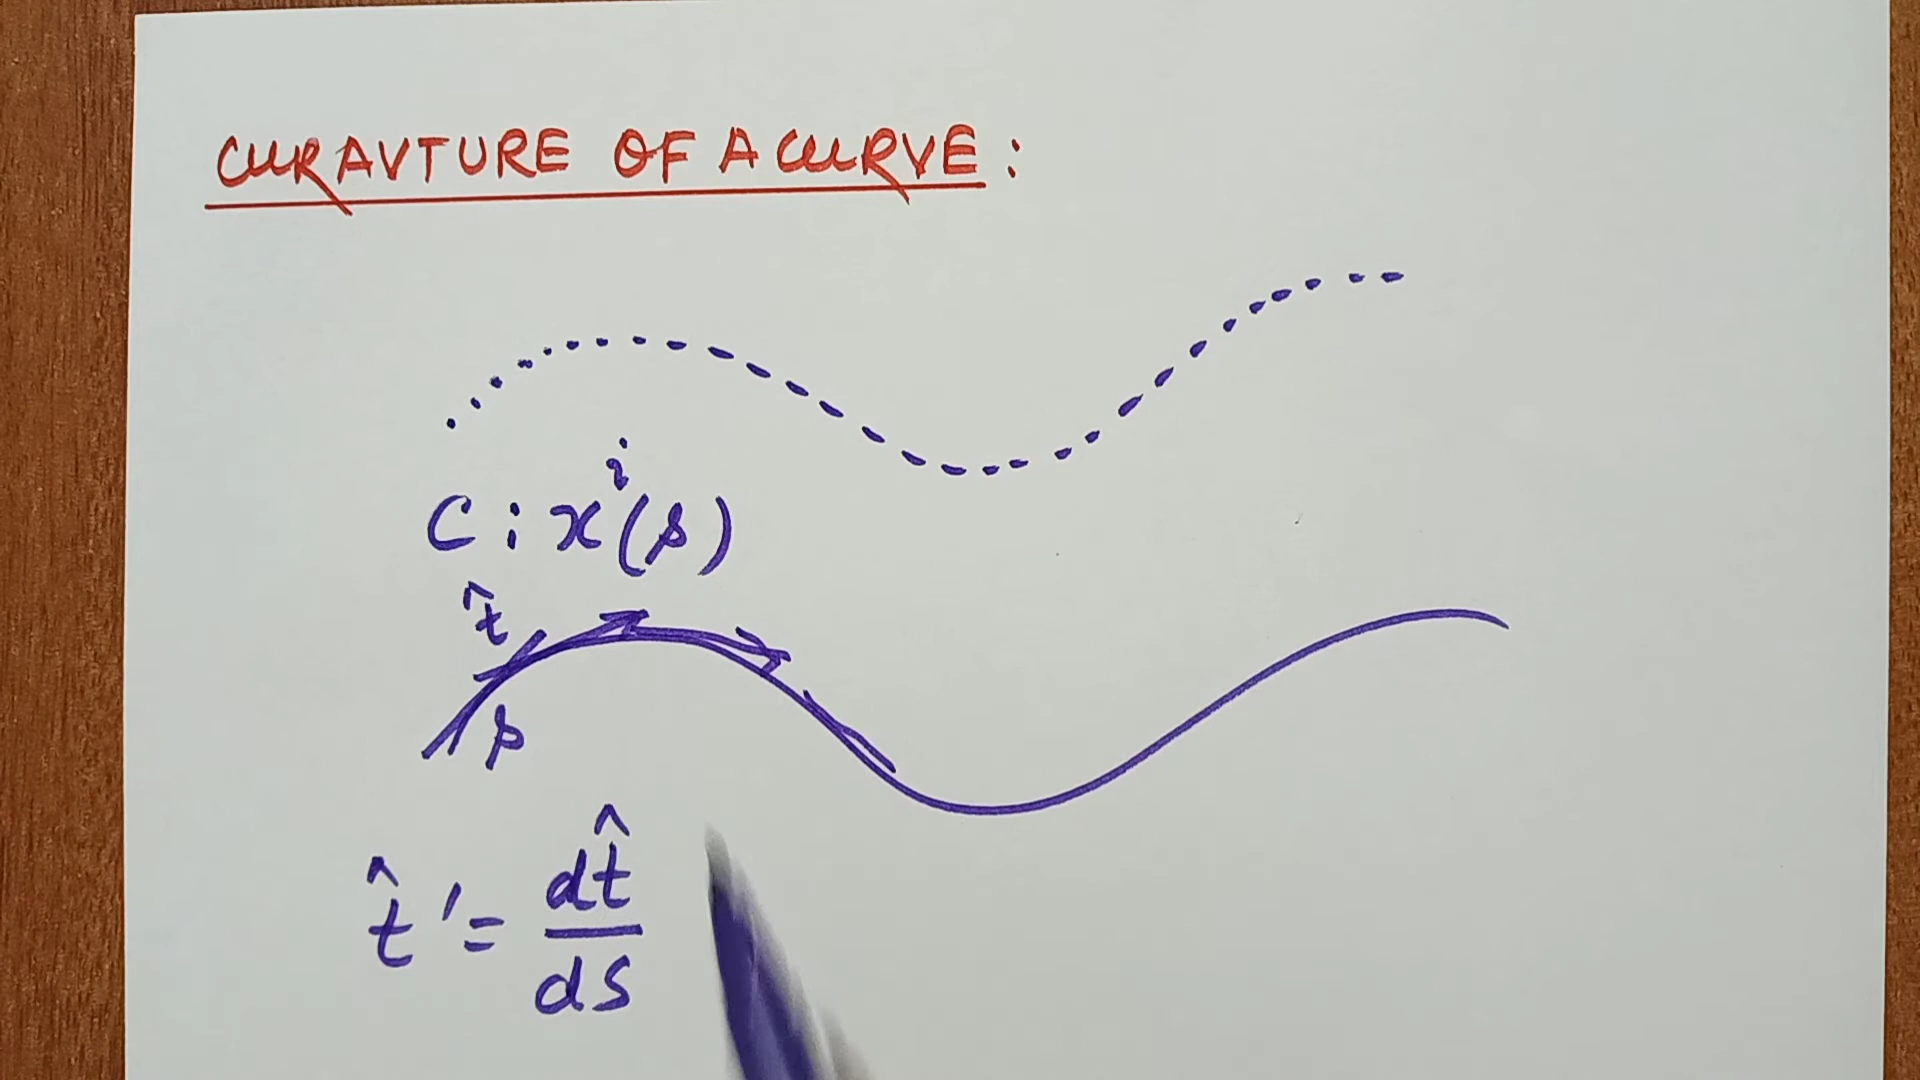 CURAVTURE OF A CURVE :
C : x^i(s)
t̂
s
t̂' = dt̂/ds